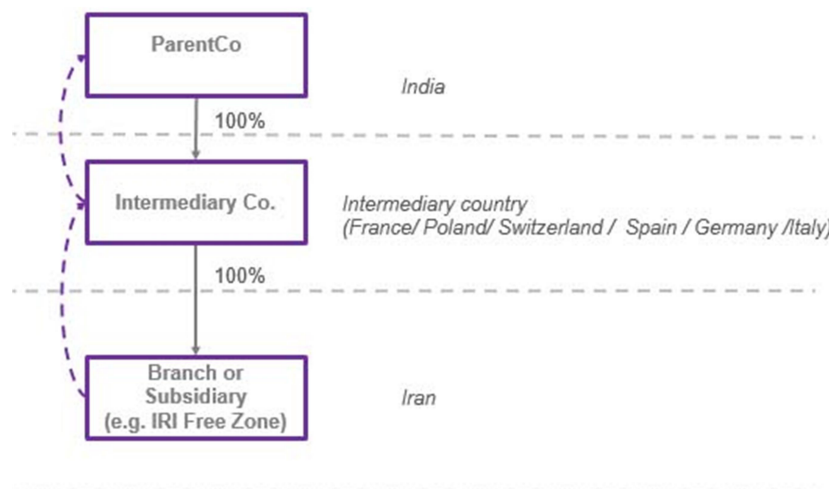 ParentCo
India
100%
Intermediary Co.
Intermediary country
(France/ Poland/ Switzerland / Spain / Germany /Italy)
100%
Branch or
Subsidiary
(e.g. IRI Free Zone)
Iran